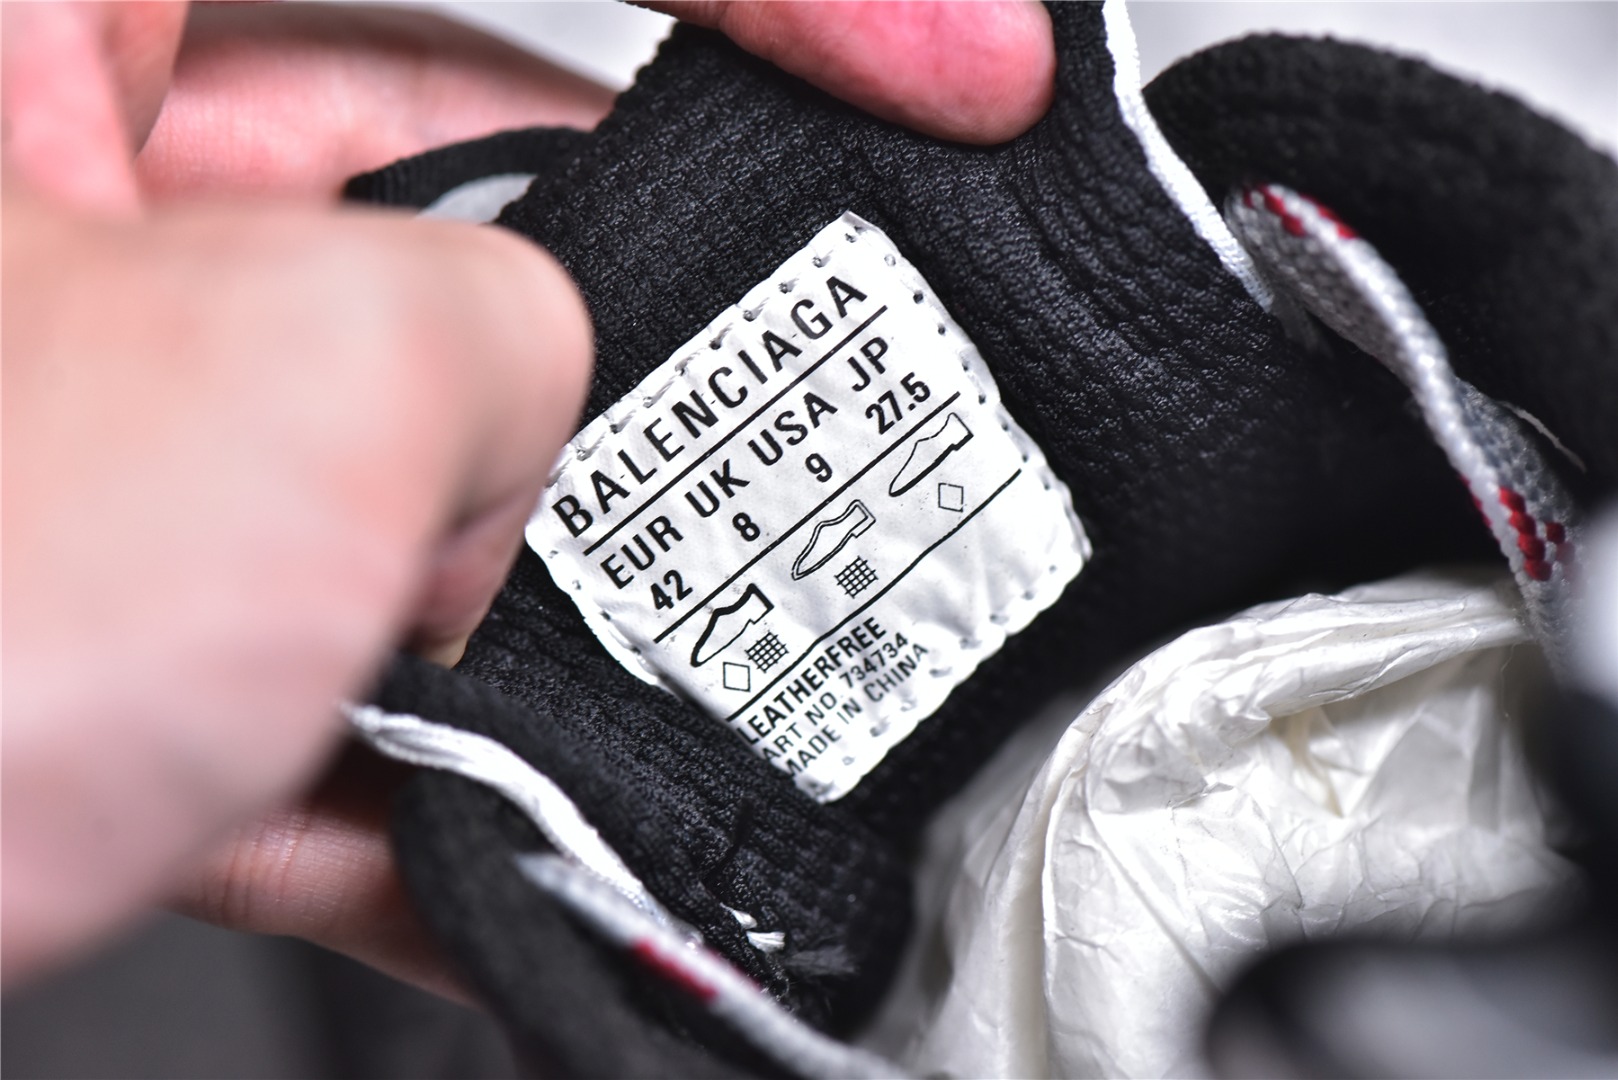 BALENCIAGA
EUR UK USA JP
42 8 9 27.5
LEATHERFREE
ART NO. 734734
MADE IN CHINA